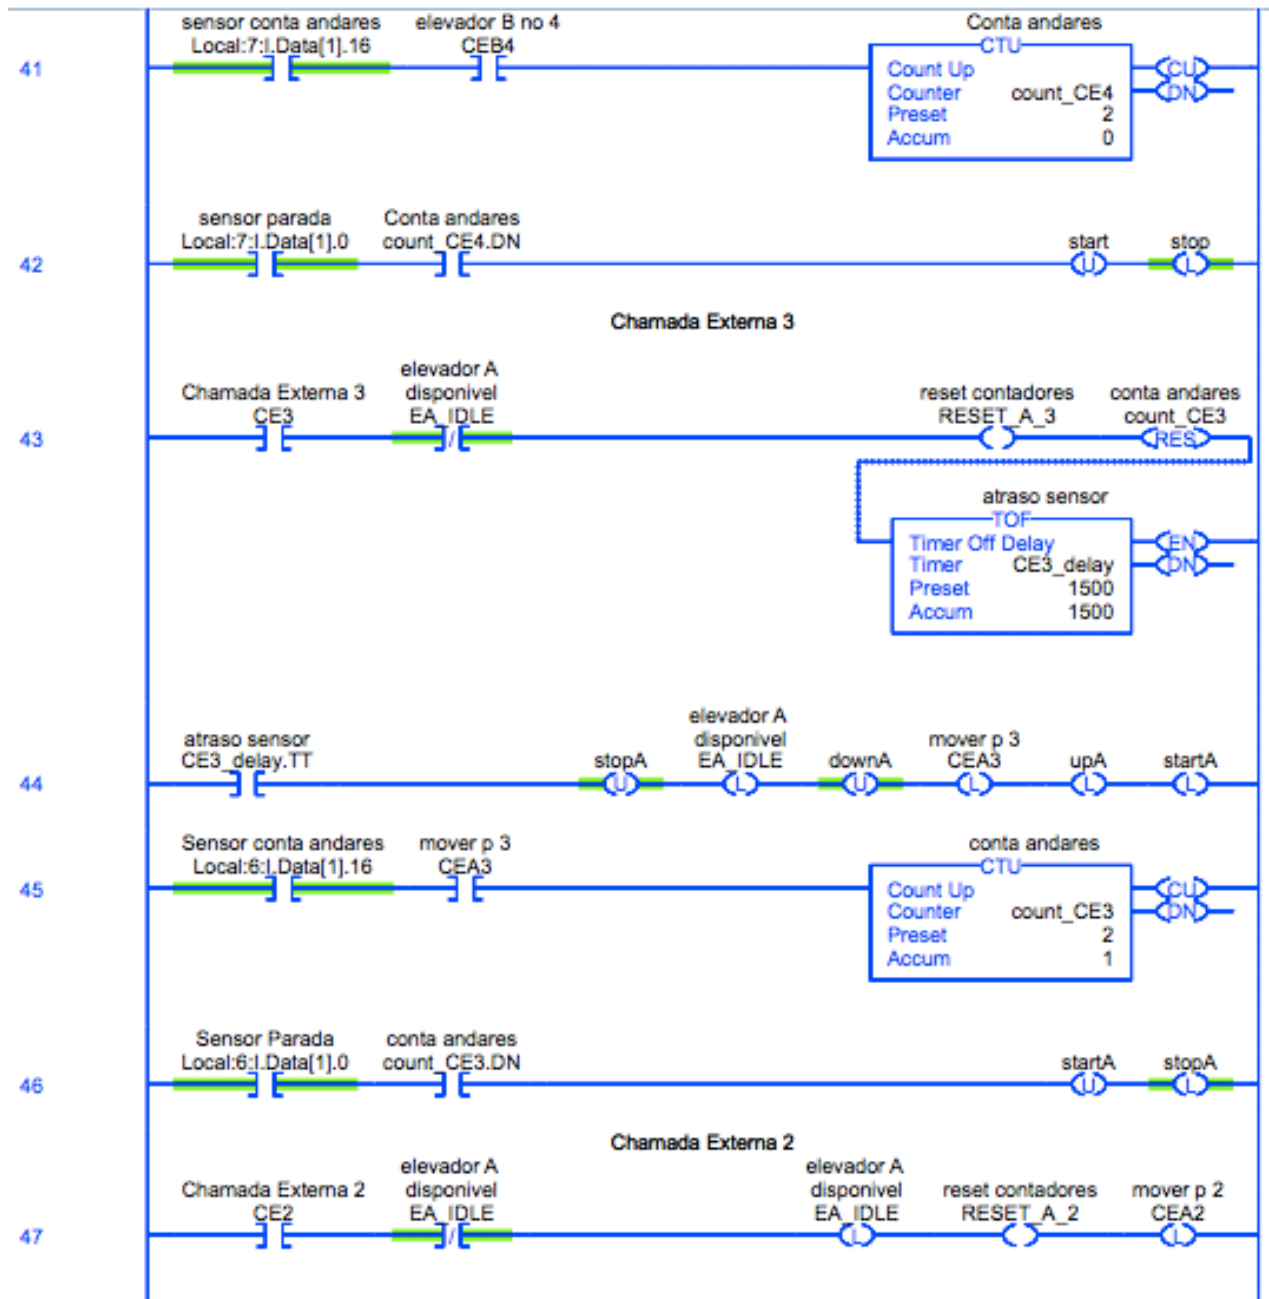 sensor conta andares elevador B no 4 Conta andares
Local:7:I.Data[1].16 CEB4 CTU
41 Count Up CU
Counter count_CE4 DN
Preset 2
Accum 0
sensor parada Conta andares
Local:7:I.Data[1].0 count_CE4.DN start stop
42 U L
Chamada Externa 3
elevador A
Chamada Externa 3 disponivel reset contadores conta andares
CE3 EA_IDLE RESET_A_3 count_CE3
43 / RES
atraso sensor
TOF
Timer Off Delay EN
Timer CE3_delay DN
Preset 1500
Accum 1500
elevador A
atraso sensor disponivel mover p 3
CE3_delay.TT stopA EA_IDLE downA CEA3 upA startA
44 U L U L L L
Sensor conta andares mover p 3 conta andares
Local:6:I.Data[1].16 CEA3 CTU
45 Count Up CU
Counter count_CE3 DN
Preset 2
Accum 1
Sensor Parada conta andares
Local:6:I.Data[1].0 count_CE3.DN startA stopA
46 U L
Chamada Externa 2
elevador A elevador A
Chamada Externa 2 disponivel disponivel reset contadores mover p 2
CE2 EA_IDLE EA_IDLE RESET_A_2 CEA2
47 / L L